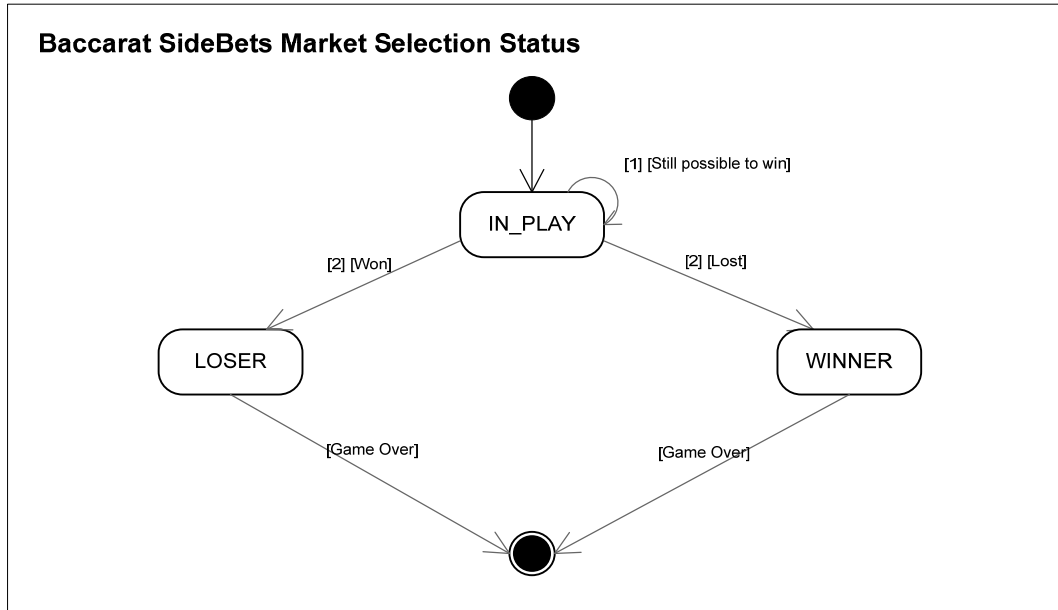 Baccarat SideBets Market Selection Status
[1] [Still possible to win]
IN_PLAY
[2] [Won]
[2] [Lost]
LOSER
WINNER
[Game Over]
[Game Over]